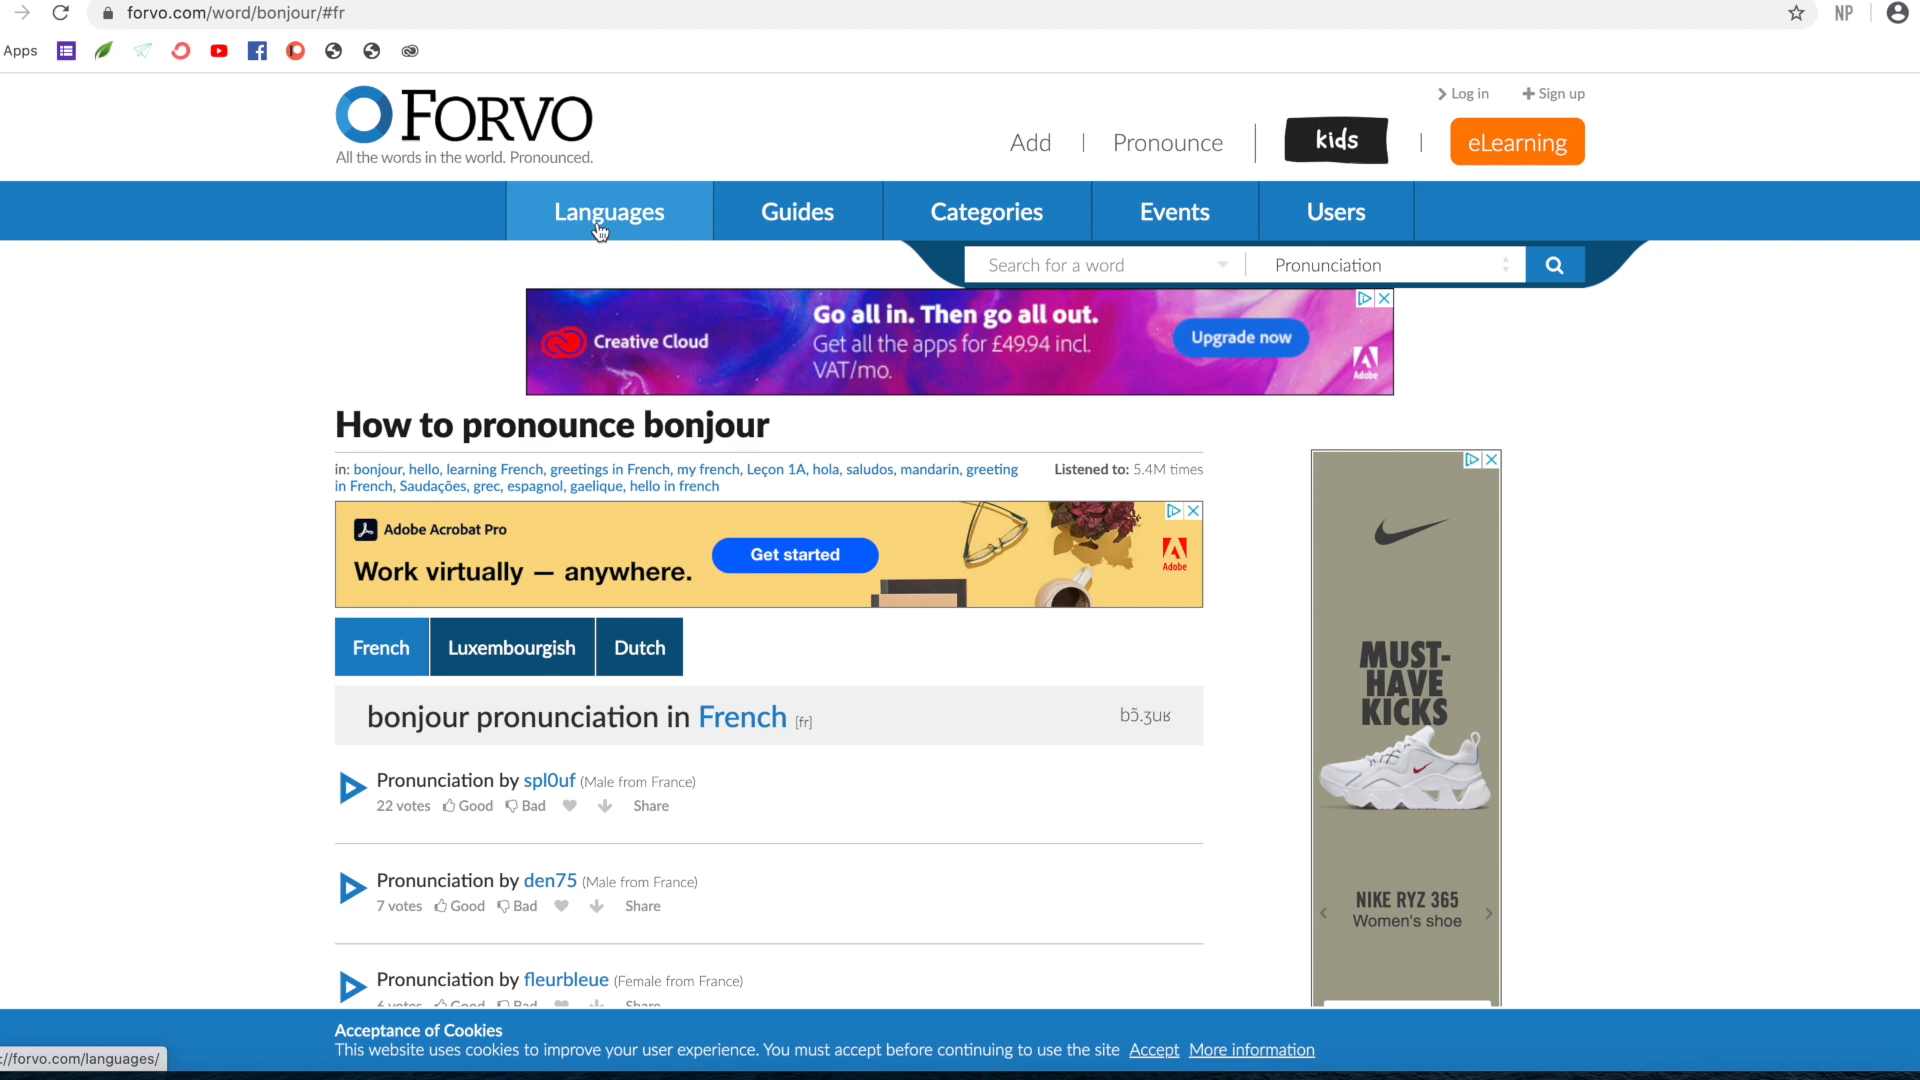 forvo.com/word/bonjour/#fr
NP
Apps
FORVO
All the words in the world. Pronounced.
Log in
Sign up
Add
Pronounce
kids
eLearning
Languages
Guides
Categories
Events
Users
Search for a word
Pronunciation
Creative Cloud
Go all in. Then go all out.
Get all the apps for £49.94 incl.
VAT/mo.
Upgrade now
Adobe
How to pronounce bonjour
in: bonjour, hello, learning French, greetings in French, my french, Leçon 1A, hola, saludos, mandarin, greeting
in French, Saudações, grec, espagnol, gaelique, hello in french
Listened to: 5.4M times
Adobe Acrobat Pro
Work virtually — anywhere.
Get started
Adobe
French
Luxembourgish
Dutch
bonjour pronunciation in French [fr]
bɔ̃.ʒuʁ
Pronunciation by spl0uf (Male from France)
22 votes Good Bad Share
Pronunciation by den75 (Male from France)
7 votes Good Bad Share
Pronunciation by fleurbleue (Female from France)
6 votes Good Bad Share
MUST-
HAVE
KICKS
NIKE RYZ 365
Women's shoe
Acceptance of Cookies
This website uses cookies to improve your user experience. You must accept before continuing to use the site Accept More information
://forvo.com/languages/